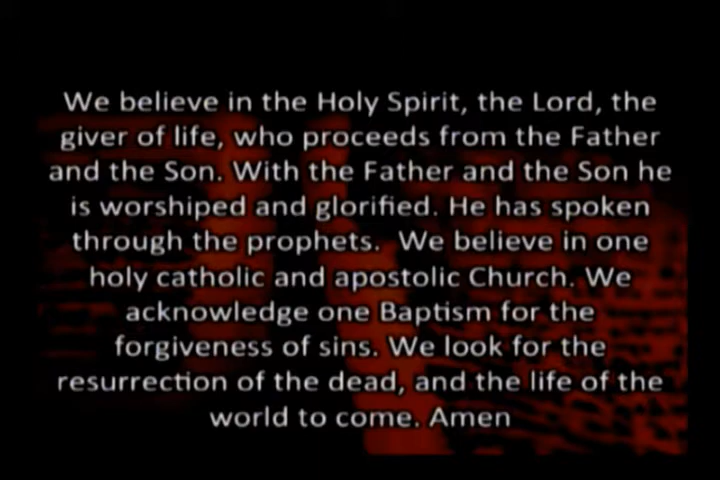 We believe in the Holy Spirit, the Lord, the
giver of life, who proceeds from the Father
and the Son. With the Father and the Son he
is worshiped and glorified. He has spoken
through the prophets.  We believe in one
holy catholic and apostolic Church. We
acknowledge one Baptism for the
forgiveness of sins. We look for the
resurrection of the dead, and the life of the
world to come. Amen